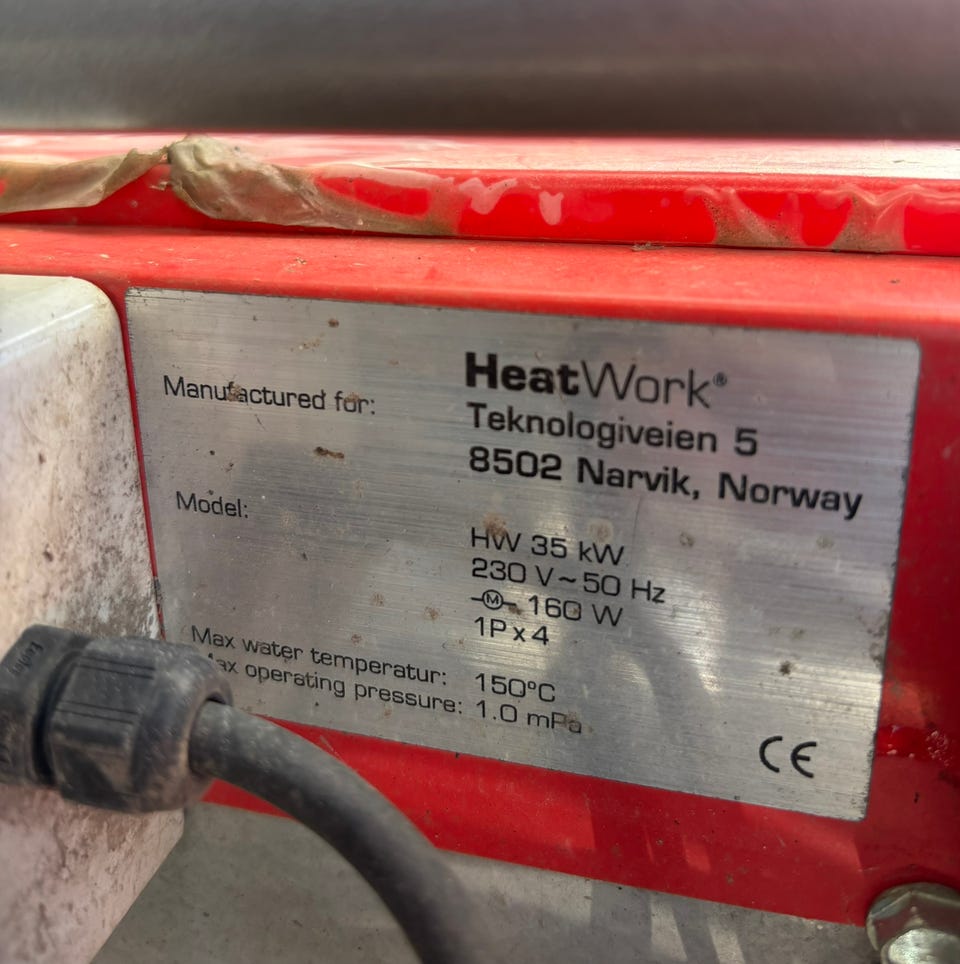 HeatWork®
Manufactured for:
Teknologiveien 5
8502 Narvik, Norway
Model:
HW 35 kW
230 V~50 Hz
M 160 W
1P x 4
Max water temperatur: 150°C
Max operating pressure: 1.0 mPa
CE